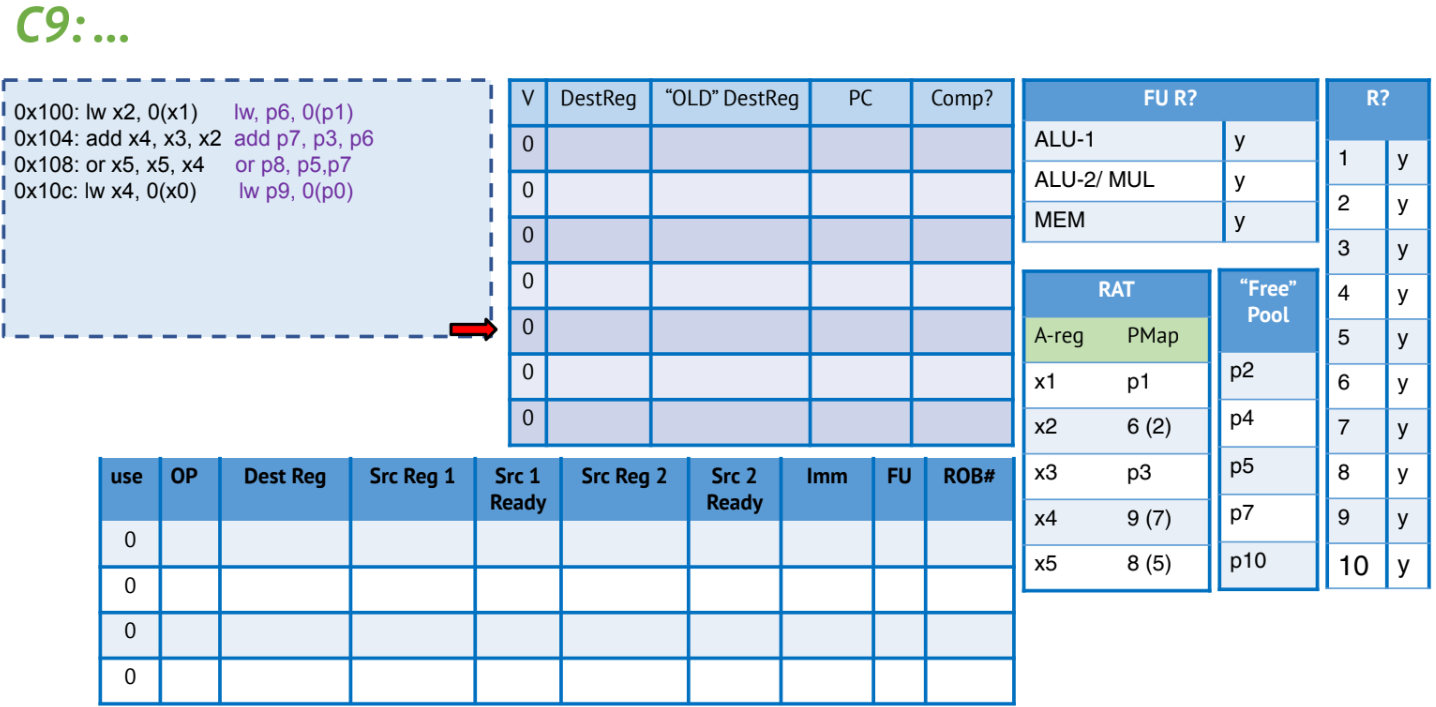 C9: ...
0x100: lw x2, 0(x1) lw, p6, 0(p1)
0x104: add x4, x3, x2 add p7, p3, p6
0x108: or x5, x5, x4 or p8, p5,p7
0x10c: lw x4, 0(x0) lw p9, 0(p0)
V DestReg “OLD” DestReg PC Comp?
0
0
0
0
0
0
0
FU R?
ALU-1 y
ALU-2/ MUL y
MEM y
RAT
A-reg PMap
x1 p1
x2 6 (2)
x3 p3
x4 9 (7)
x5 8 (5)
“Free”
Pool
p2
p4
p5
p7
p10
R?
1 y
2 y
3 y
4 y
5 y
6 y
7 y
8 y
9 y
10 y
use OP Dest Reg Src Reg 1 Src 1 Ready Src Reg 2 Src 2 Ready Imm FU ROB#
0
0
0
0